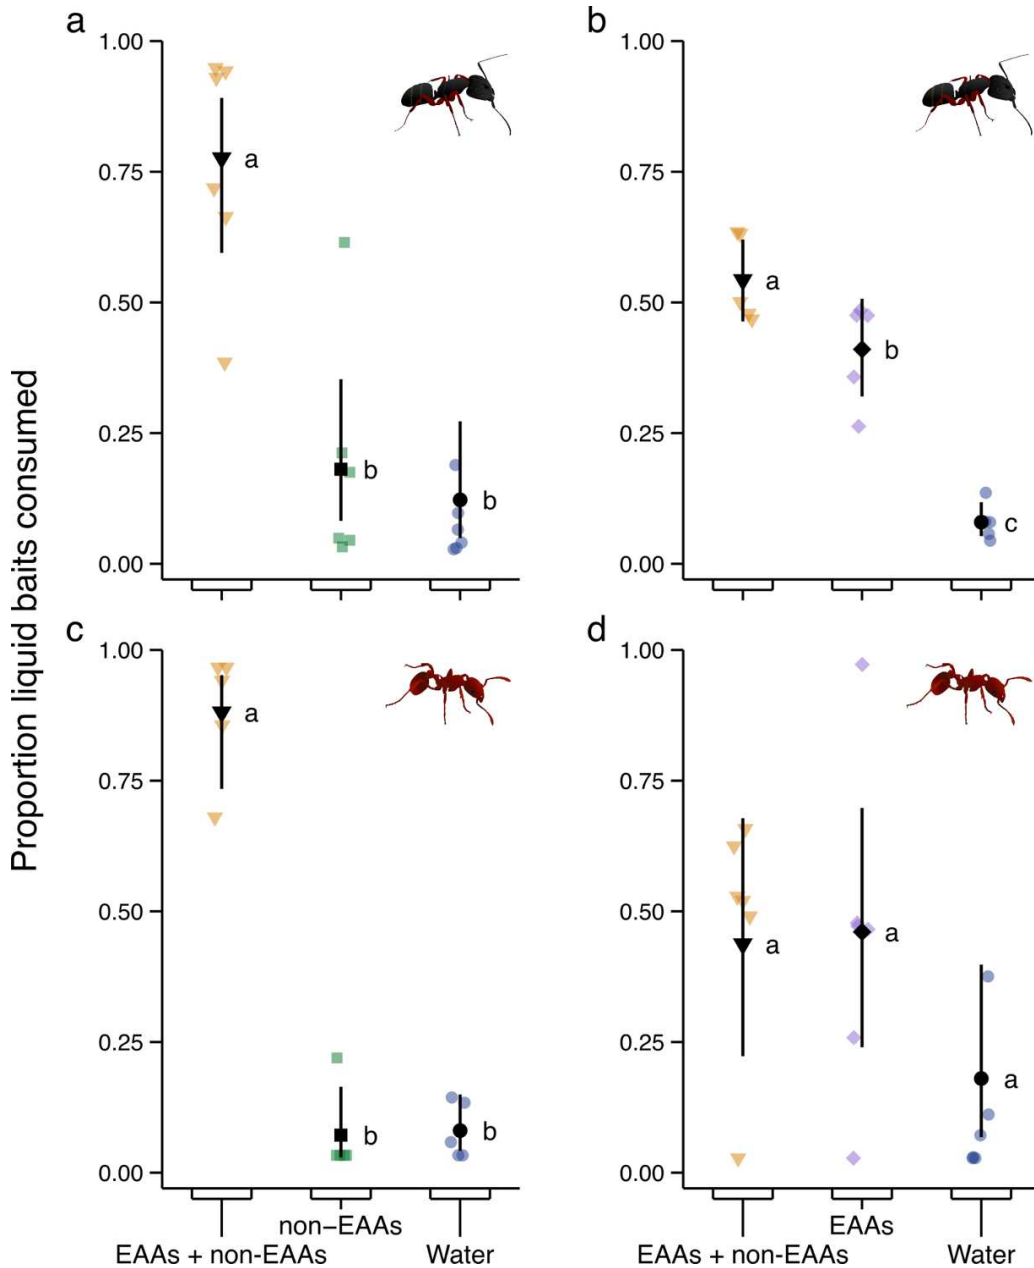 a
b
1.00
0.75
0.50
0.25
0.00
a
b
b
1.00
0.75
0.50
0.25
0.00
a
b
c
Proportion liquid baits consumed
c
d
1.00
0.75
0.50
0.25
0.00
a
b
b
1.00
0.75
0.50
0.25
0.00
a
a
a
non−EAAs
EAAs + non-EAAs
Water
EAAs
EAAs + non-EAAs
Water